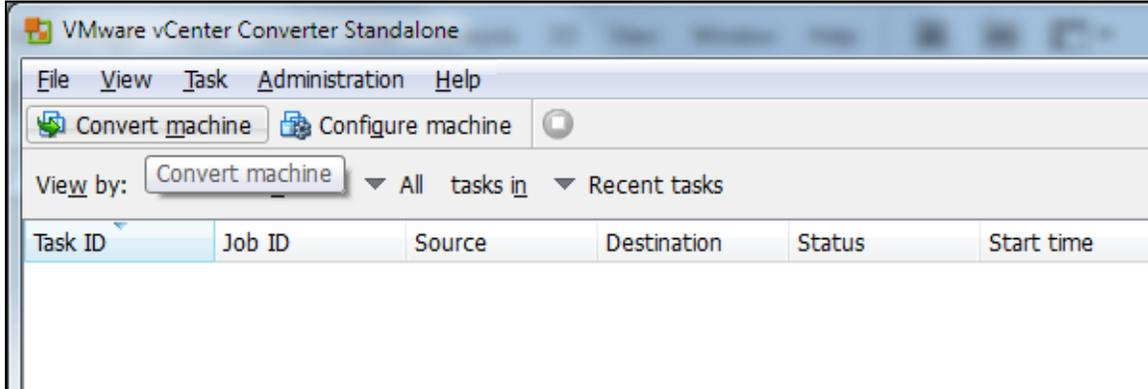 VMware vCenter Converter Standalone
File View Task Administration Help
Convert machine Configure machine
View by: Convert machine All tasks in Recent tasks
Task ID Job ID Source Destination Status Start time